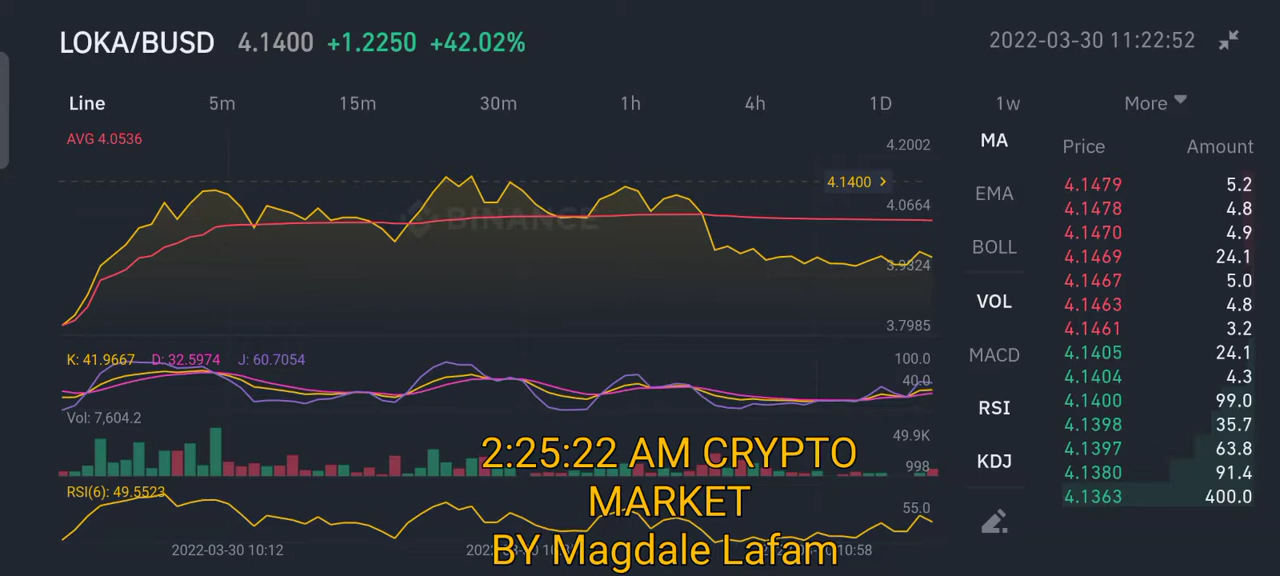 LOKA/BUSD 4.1400 +1.2250 +42.02% 2022-03-30 11:22:52
Line 5m 15m 30m 1h 4h 1D 1w More
AVG 4.0536
4.2002
4.1400
4.0664
BINANCE
3.9324
3.7985
K: 41.9667 D: 32.5974 J: 60.7054
100.0
40.0
Vol: 7,604.2
49.9K
998
RSI(6): 49.5523
55.0
2022-03-30 10:12
:58
MA
EMA
BOLL
VOL
MACD
RSI
KDJ
Price Amount
4.1479 5.2
4.1478 4.8
4.1470 4.9
4.1469 24.1
4.1467 5.0
4.1463 4.8
4.1461 3.2
4.1405 24.1
4.1404 4.3
4.1400 99.0
4.1398 35.7
4.1397 63.8
4.1380 91.4
4.1363 400.0
2:25:22 AM CRYPTO
MARKET
BY Magdale Lafam